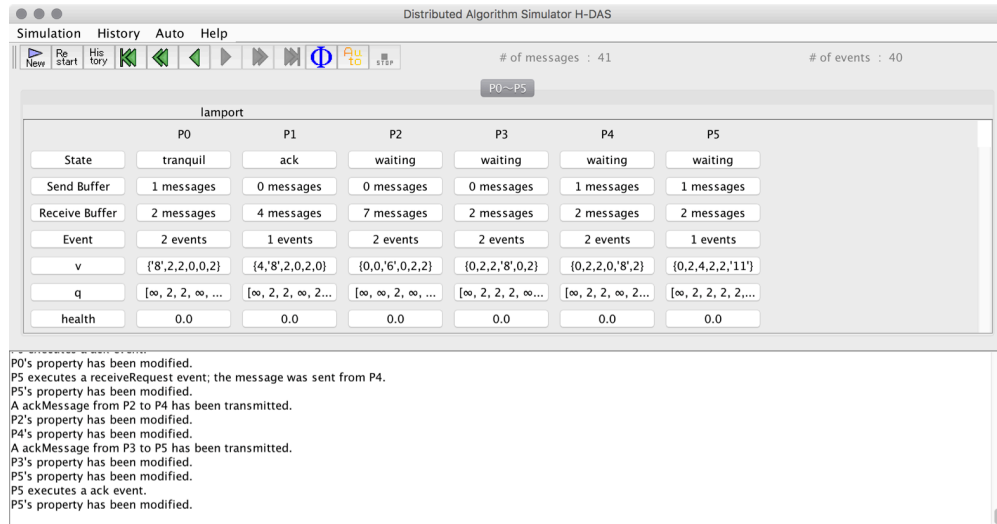 Distributed Algorithm Simulator H-DAS
Simulation History Auto Help
New Re start His tory Φ Au to STOP # of messages : 41 # of events : 40
P0~P5
lamport
P0 P1 P2 P3 P4 P5
State tranquil ack waiting waiting waiting waiting
Send Buffer 1 messages 0 messages 0 messages 0 messages 1 messages 1 messages
Receive Buffer 2 messages 4 messages 7 messages 2 messages 2 messages 2 messages
Event 2 events 1 events 2 events 2 events 2 events 1 events
v {'8',2,2,0,0,2} {4,'8',2,0,2,0} {0,0,'6',0,2,2} {0,2,2,'8',0,2} {0,2,2,0,'8',2} {0,2,4,2,2,'11'}
q [∞, 2, 2, ∞, ... [∞, 2, 2, ∞, 2... [∞, ∞, 2, ∞, ... [∞, 2, 2, 2, ∞... [∞, 2, 2, ∞, 2... [∞, 2, 2, 2, 2,...
health 0.0 0.0 0.0 0.0 0.0 0.0
P0 executes a ask event.
P0's property has been modified.
P5 executes a receiveRequest event; the message was sent from P4.
P5's property has been modified.
A ackMessage from P2 to P4 has been transmitted.
P2's property has been modified.
P4's property has been modified.
A ackMessage from P3 to P5 has been transmitted.
P3's property has been modified.
P5's property has been modified.
P5 executes a ack event.
P5's property has been modified.